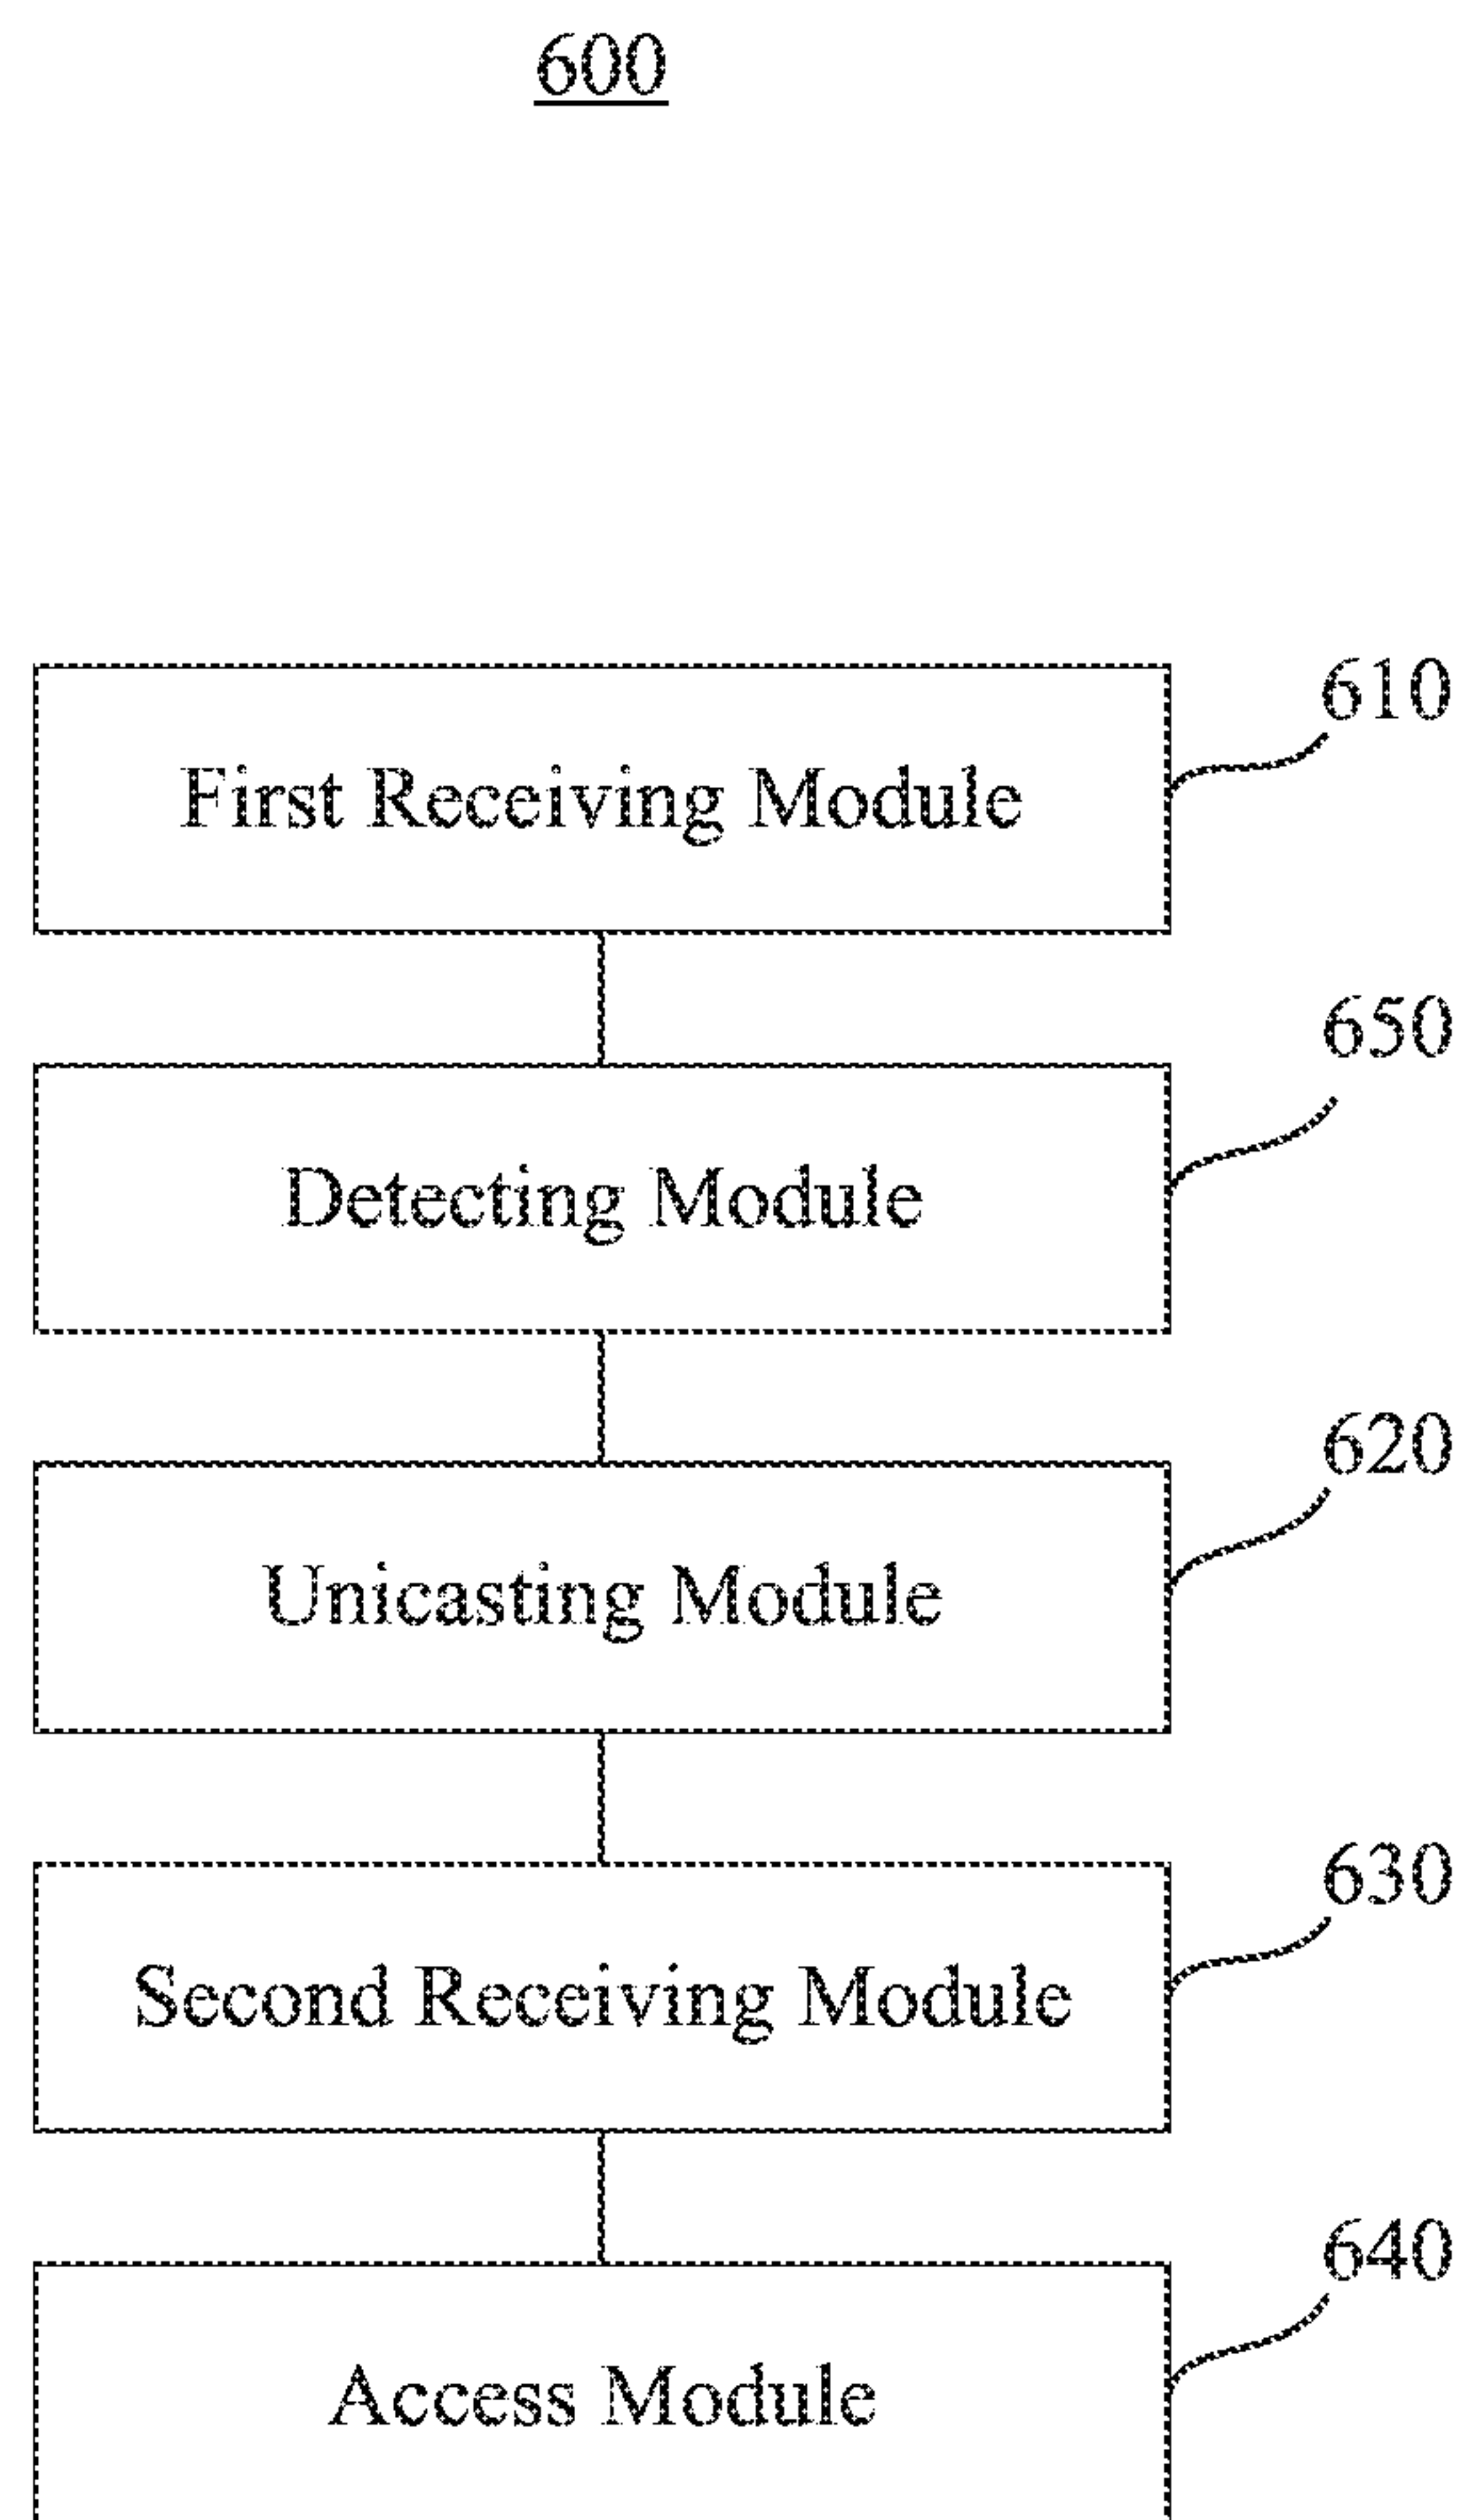 600
610
First Receiving Module
650
Detecting Module
620
Unicasting Module
630
Second Receiving Module
640
Access Module